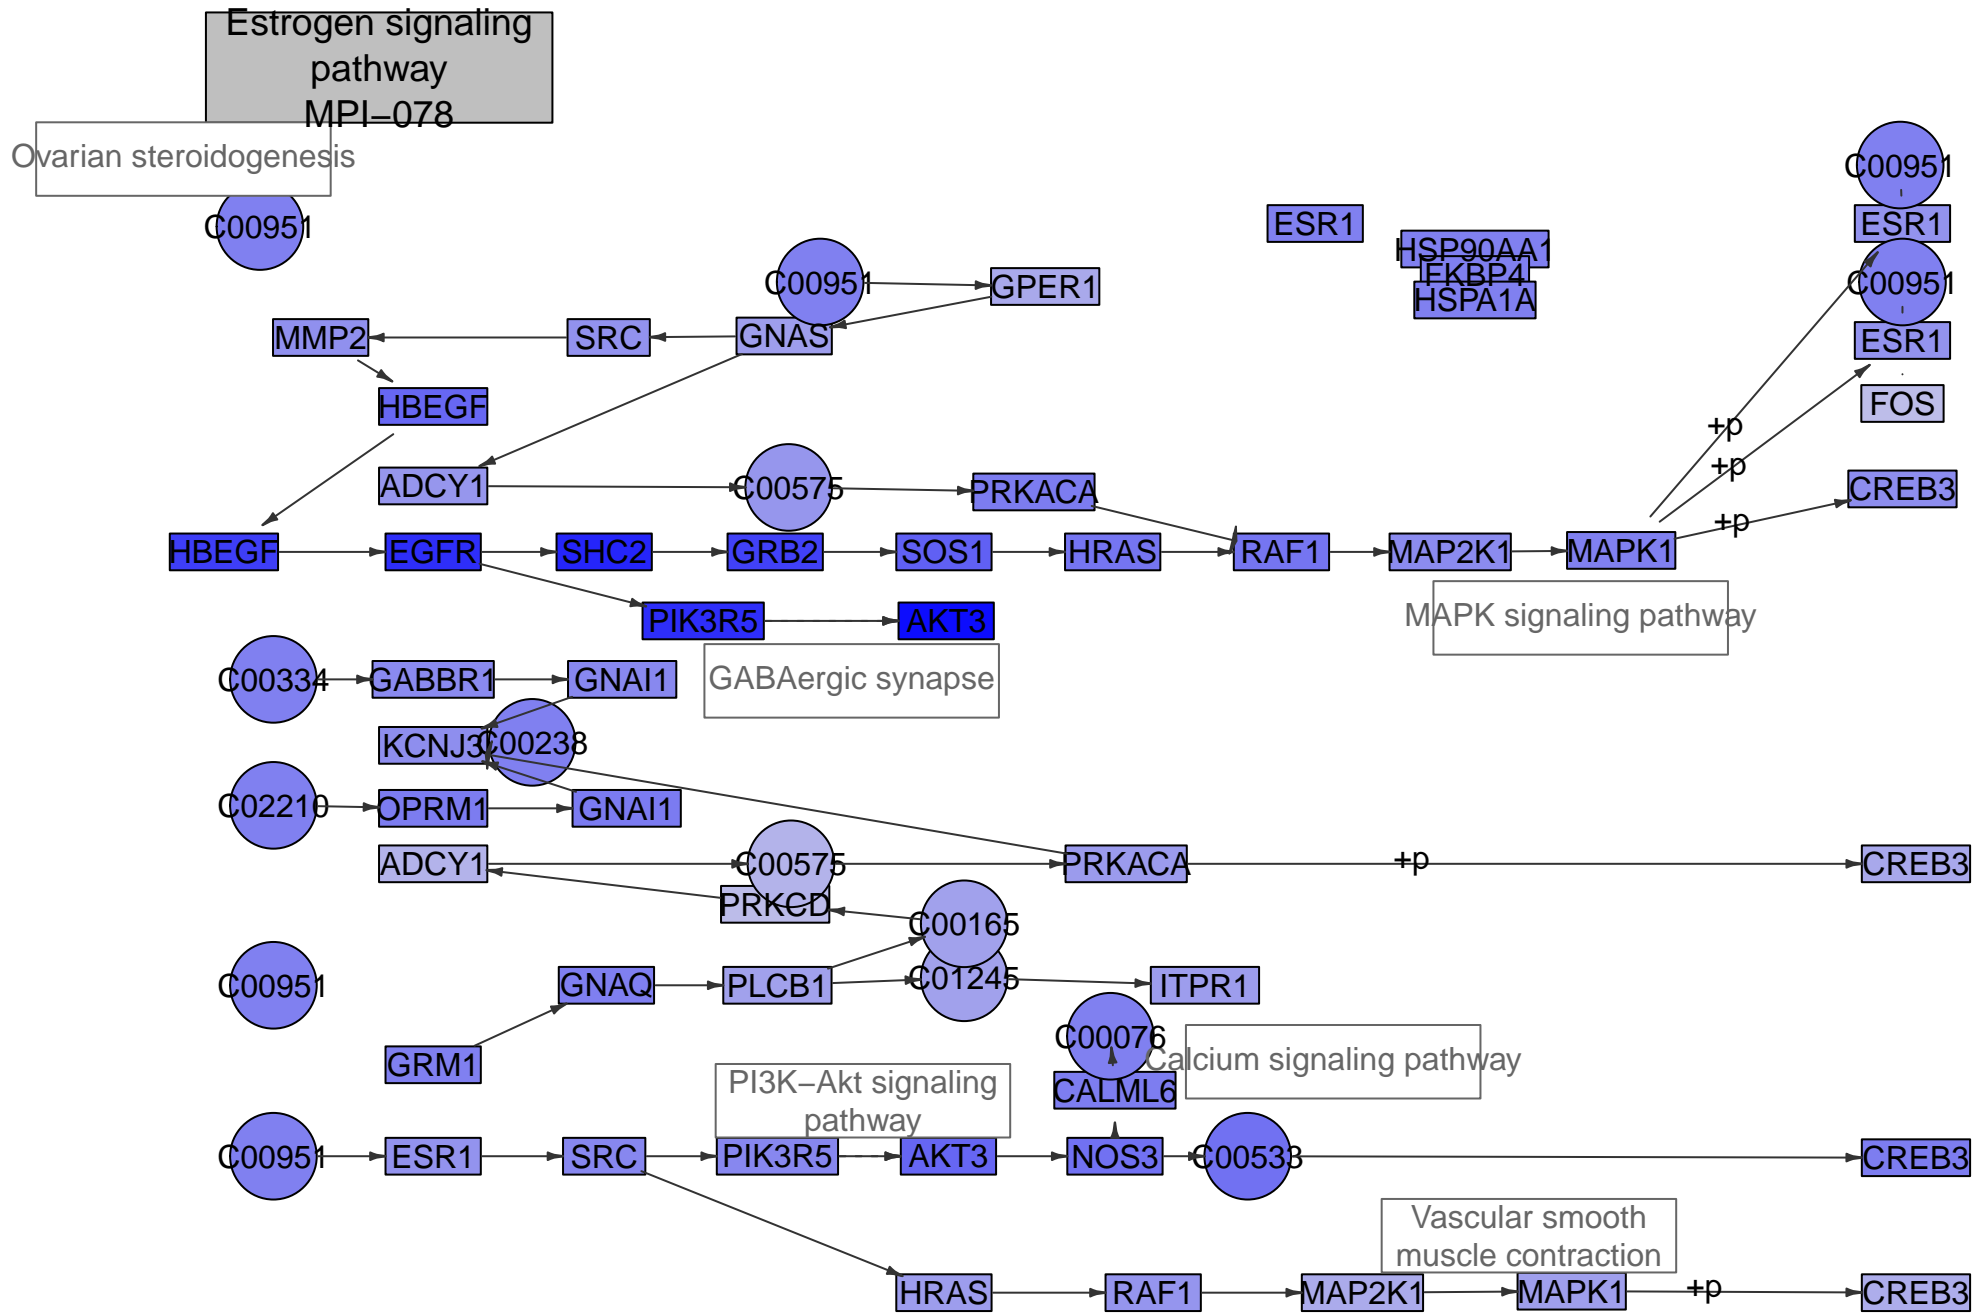 Estrogen signaling
pathway
MPI−078
Ovarian steroidogenesis
C00951
C00951
ESR1
ESR1
HSP90AA1
FKBP4
HSPA1A
C00951
GPER1
C00951
ESR1
MMP2
SRC
GNAS
HBEGF
FOS
+p
+p
+p
ADCY1
C00575
PRKACA
CREB3
HBEGF
EGFR
SHC2
GRB2
SOS1
HRAS
RAF1
MAP2K1
MAPK1
PIK3R5
AKT3
MAPK signaling pathway
C00334
GABBR1
GNAI1
GABAergic synapse
KCNJ3
C00238
C02210
OPRM1
GNAI1
ADCY1
C00575
PRKACA
+p
CREB3
PRKCD
C00165
C00951
GNAQ
PLCB1
C01245
ITPR1
C00076
Calcium signaling pathway
GRM1
CALML6
PI3K−Akt signaling
pathway
C00951
ESR1
SRC
PIK3R5
AKT3
NOS3
C00533
CREB3
Vascular smooth
muscle contraction
HRAS
RAF1
MAP2K1
MAPK1
+p
CREB3